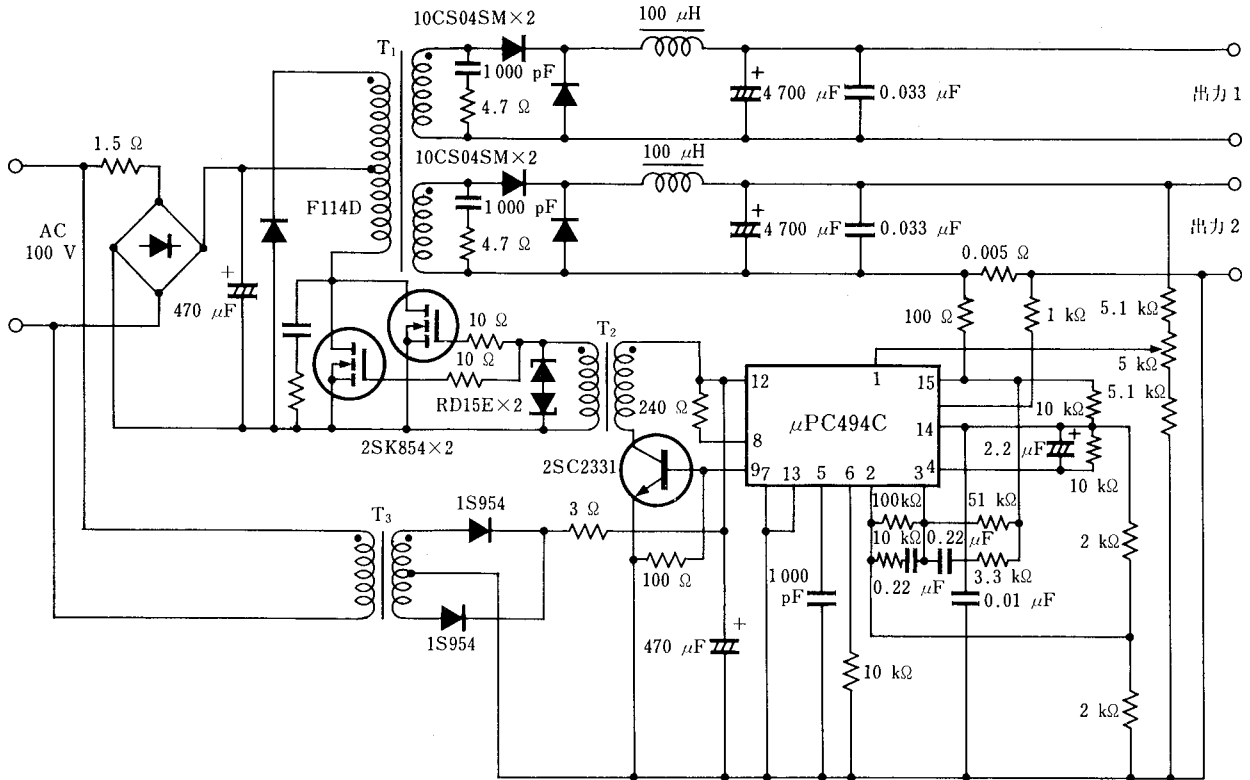 10CS04SM×2
100 μH
T₁
1 000 pF
4.7 Ω
4 700 μF
0.033 μF
出力 1
1.5 Ω
10CS04SM×2
100 μH
F114D
1 000 pF
4.7 Ω
4 700 μF
0.033 μF
出力 2
AC
100 V
470 μF
0.005 Ω
100 Ω
1 kΩ
5.1 kΩ
5 kΩ
5.1 kΩ
10 Ω
10 Ω
T₂
RD15E×2
2SK854×2
240 Ω
12
1
15
μPC494C
14
8
9
7
13
5
6
2
3
4
10 kΩ
2.2 μF
10 kΩ
2SC2331
T₃
1S954
1S954
3 Ω
100 Ω
470 μF
100kΩ
51 kΩ
10 kΩ
0.22 μF
0.22 μF
3.3 kΩ
0.01 μF
1 000
pF
10 kΩ
2 kΩ
2 kΩ